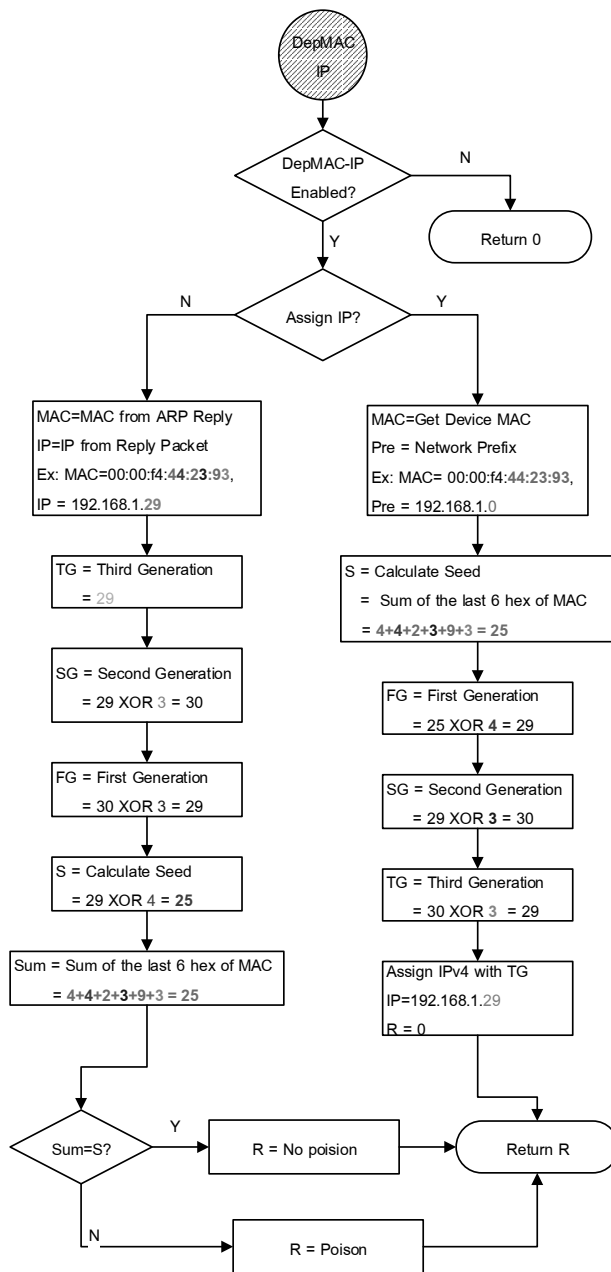 DepMAC
IP
DepMAC-IP
Enabled?
N
Return 0
Y
Assign IP?
N
Y
MAC=MAC from ARP Reply
IP=IP from Reply Packet
Ex: MAC=00:00:f4:44:23:93,
IP = 192.168.1.29
TG = Third Generation
= 29
SG = Second Generation
= 29 XOR 3 = 30
FG = First Generation
= 30 XOR 3 = 29
S = Calculate Seed
= 29 XOR 4 = 25
Sum = Sum of the last 6 hex of MAC
= 4+4+2+3+9+3 = 25
MAC=Get Device MAC
Pre = Network Prefix
Ex: MAC= 00:00:f4:44:23:93,
Pre = 192.168.1.0
S = Calculate Seed
= Sum of the last 6 hex of MAC
= 4+4+2+3+9+3 = 25
FG = First Generation
= 25 XOR 4 = 29
SG = Second Generation
= 29 XOR 3 = 30
TG = Third Generation
= 30 XOR 3 = 29
Assign IPv4 with TG
IP=192.168.1.29
R = 0
Sum=S?
Y
R = No poision
Return R
N
R = Poison